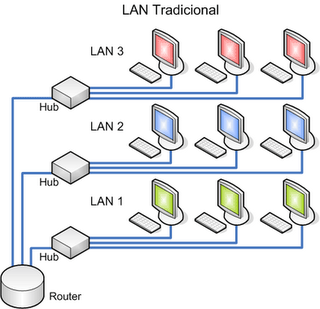 LAN Tradicional
LAN 3
Hub
LAN 2
Hub
LAN 1
Hub
Router